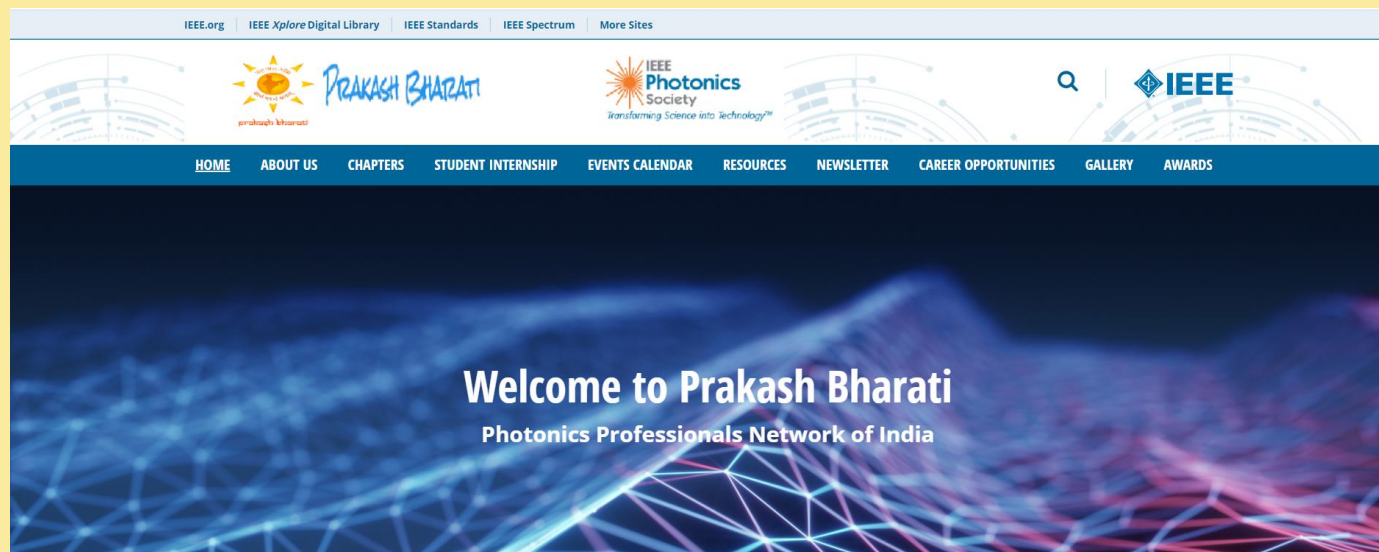 IEEE.org IEEE Xplore Digital Library IEEE Standards IEEE Spectrum More Sites
prakash bharati
PRAKASH BHARATI
IEEE
Photonics
Society
Transforming Science into Technology™
IEEE
HOME ABOUT US CHAPTERS STUDENT INTERNSHIP EVENTS CALENDAR RESOURCES NEWSLETTER CAREER OPPORTUNITIES GALLERY AWARDS
Welcome to Prakash Bharati
Photonics Professionals Network of India